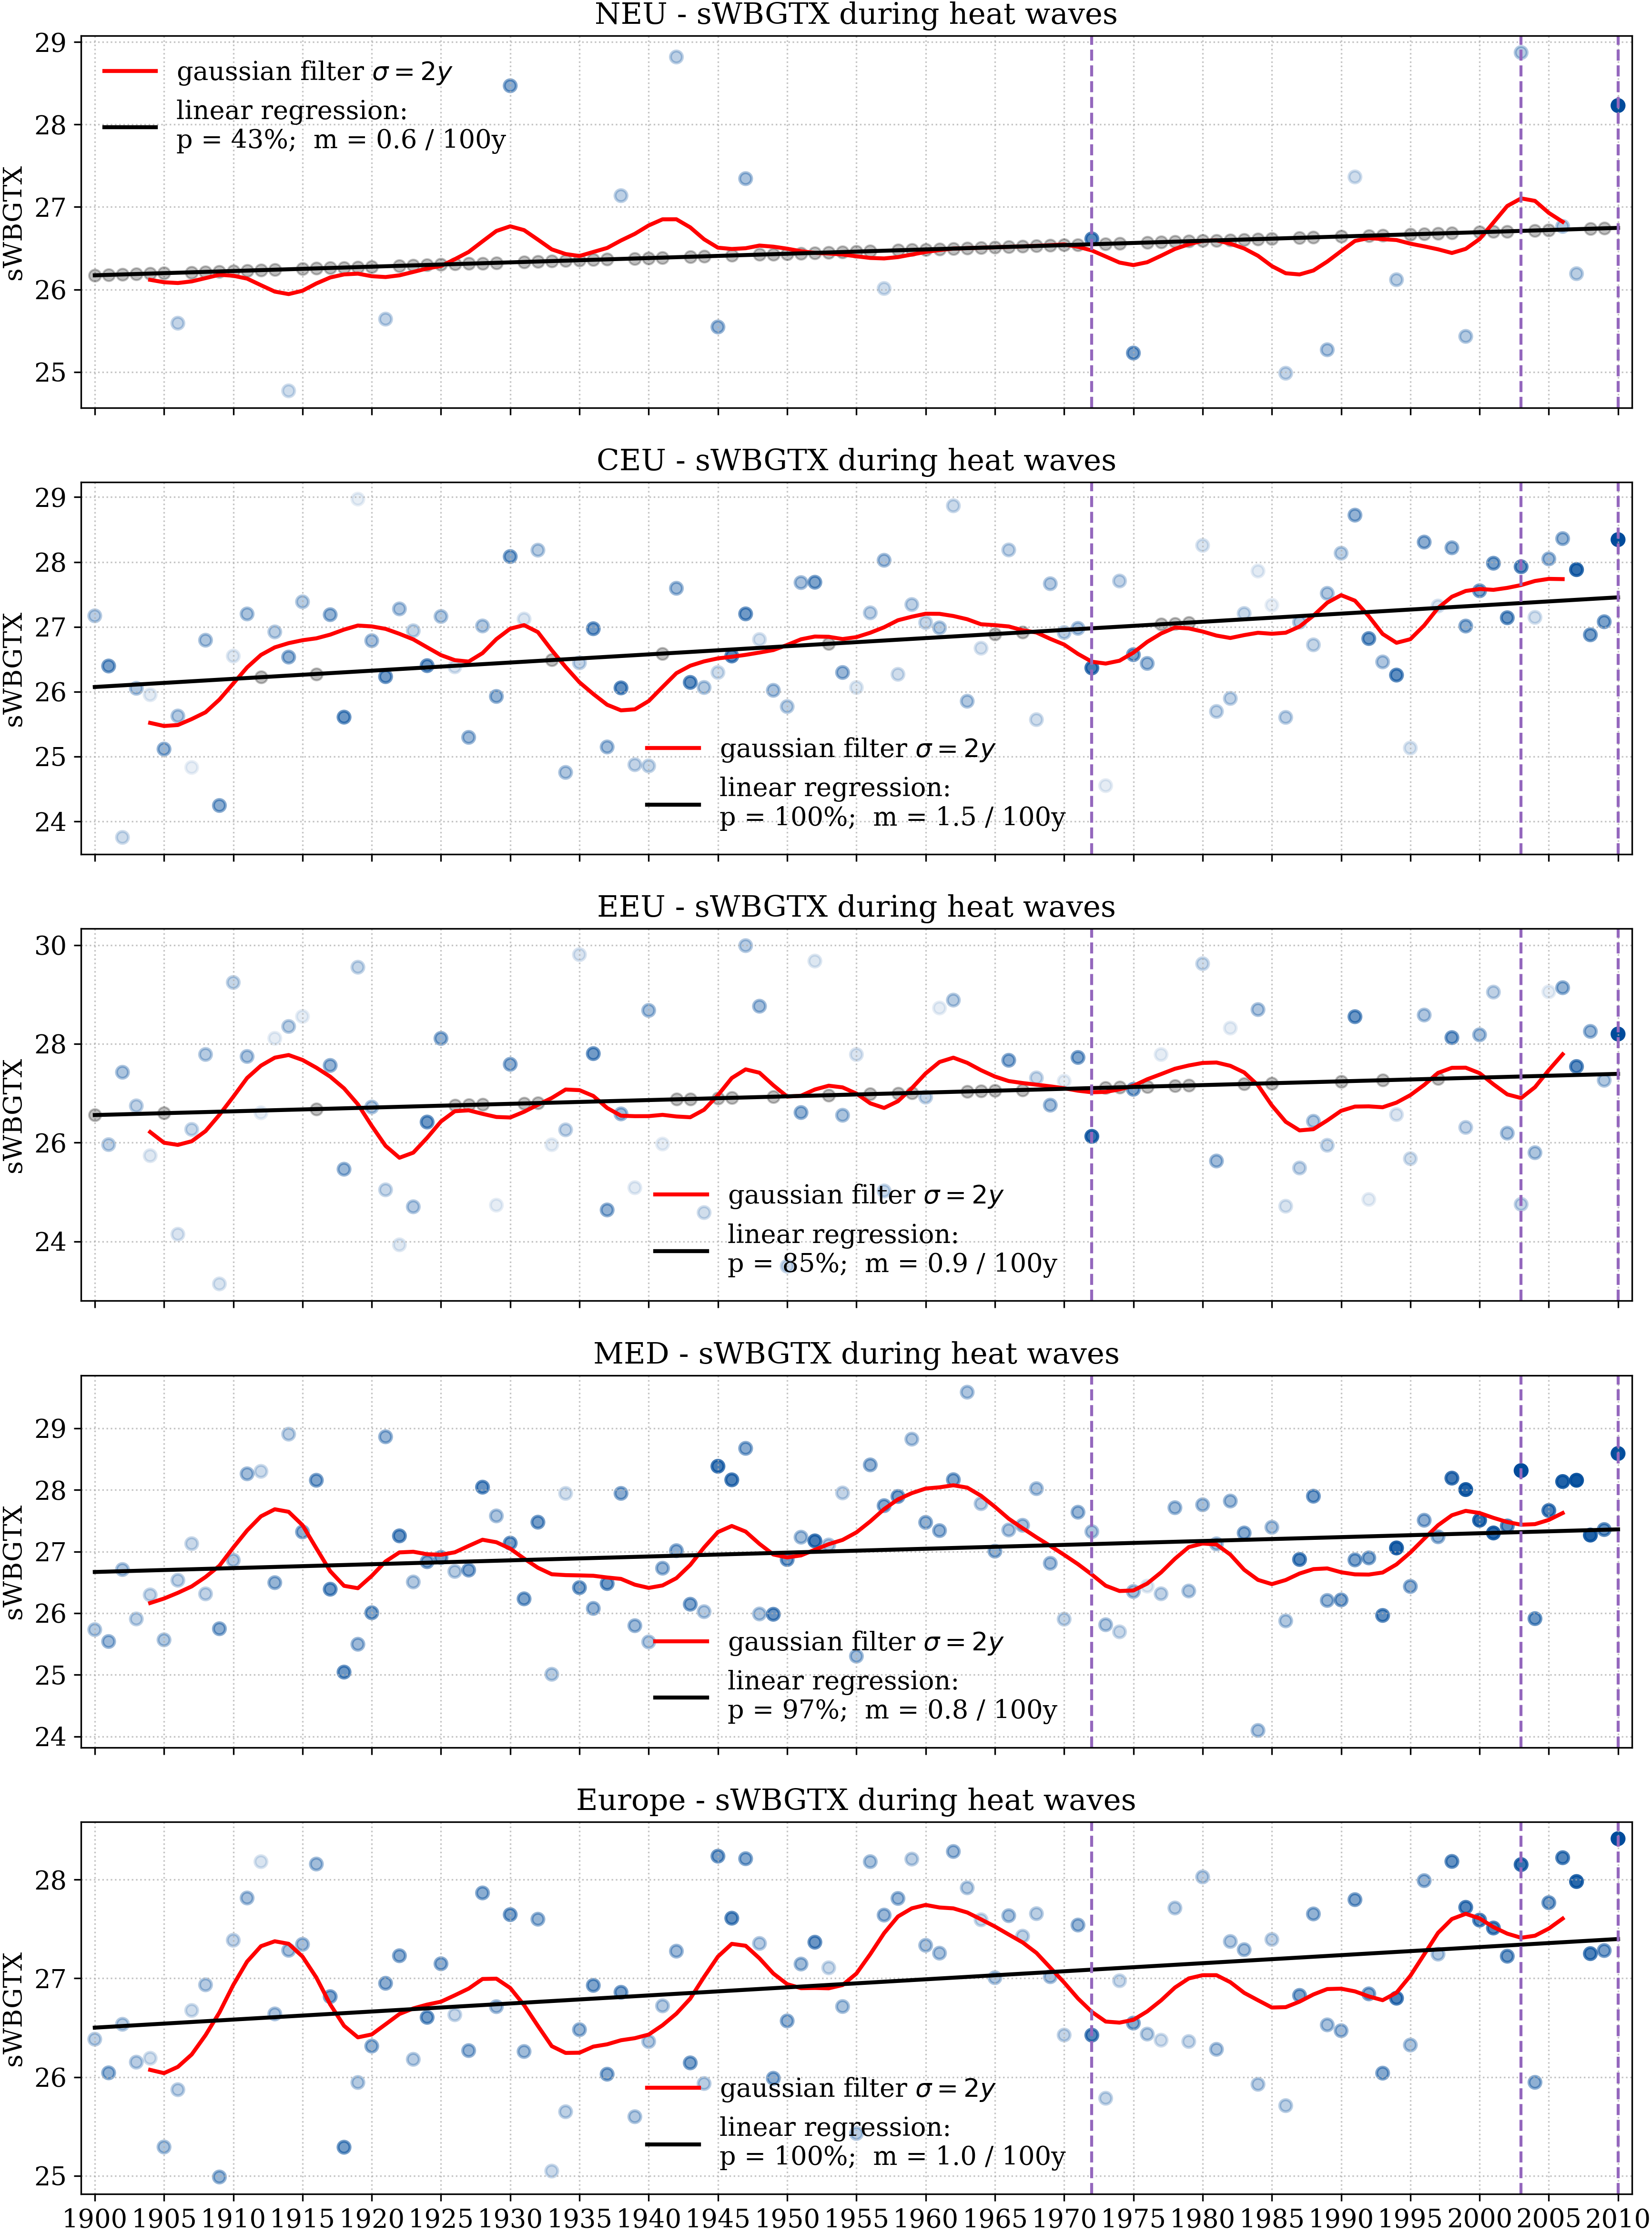 NEU - sWBGTX during heat waves
29
28
27
26
25
sWBGTX
gaussian filter σ = 2y
linear regression:
p = 43%;  m = 0.6 / 100y
CEU - sWBGTX during heat waves
29
28
27
26
25
24
sWBGTX
gaussian filter σ = 2y
linear regression:
p = 100%;  m = 1.5 / 100y
EEU - sWBGTX during heat waves
30
28
26
24
sWBGTX
gaussian filter σ = 2y
linear regression:
p = 85%;  m = 0.9 / 100y
MED - sWBGTX during heat waves
29
28
27
26
25
24
sWBGTX
gaussian filter σ = 2y
linear regression:
p = 97%;  m = 0.8 / 100y
Europe - sWBGTX during heat waves
28
27
26
25
sWBGTX
gaussian filter σ = 2y
linear regression:
p = 100%;  m = 1.0 / 100y
1900 1905 1910 1915 1920 1925 1930 1935 1940 1945 1950 1955 1960 1965 1970 1975 1980 1985 1990 1995 2000 2005 2010